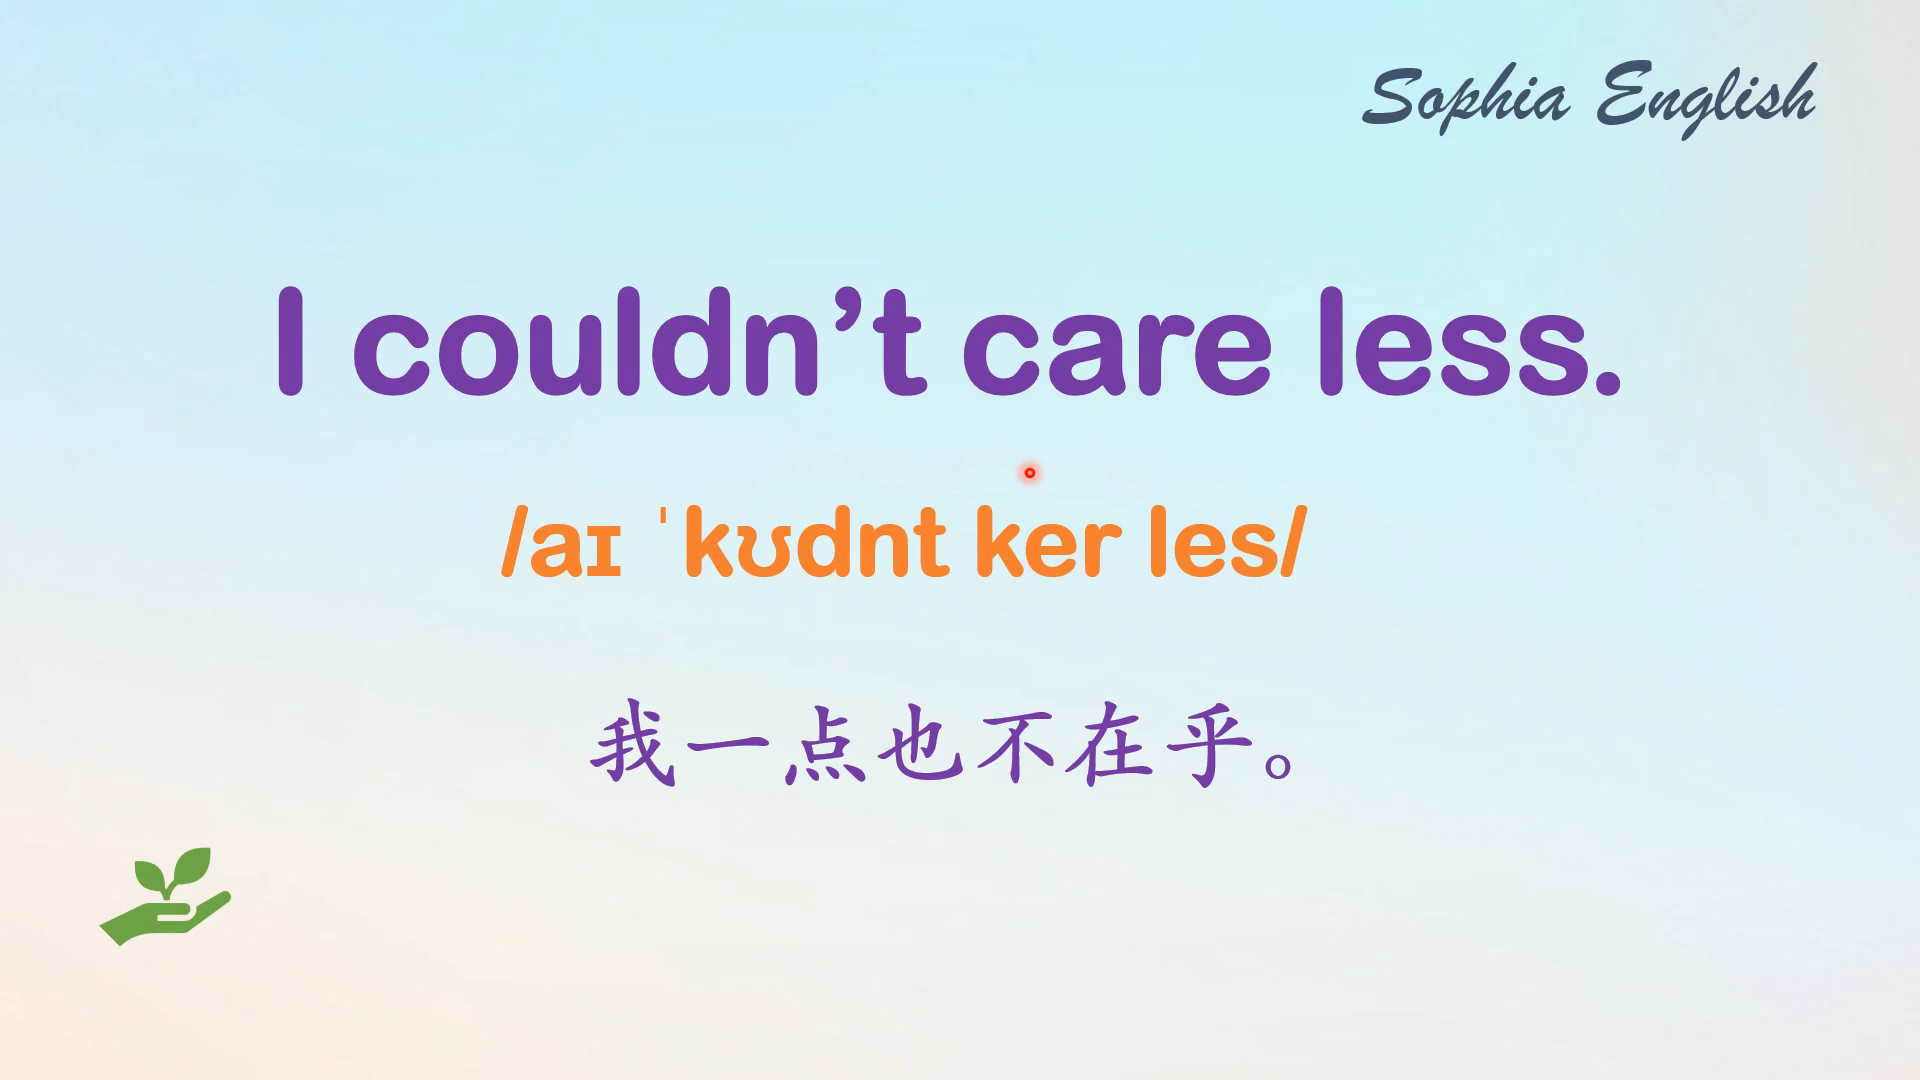 Sophia English
I couldn’t care less.
/aɪ ˈkʊdnt ker les/
我一点也不在乎。